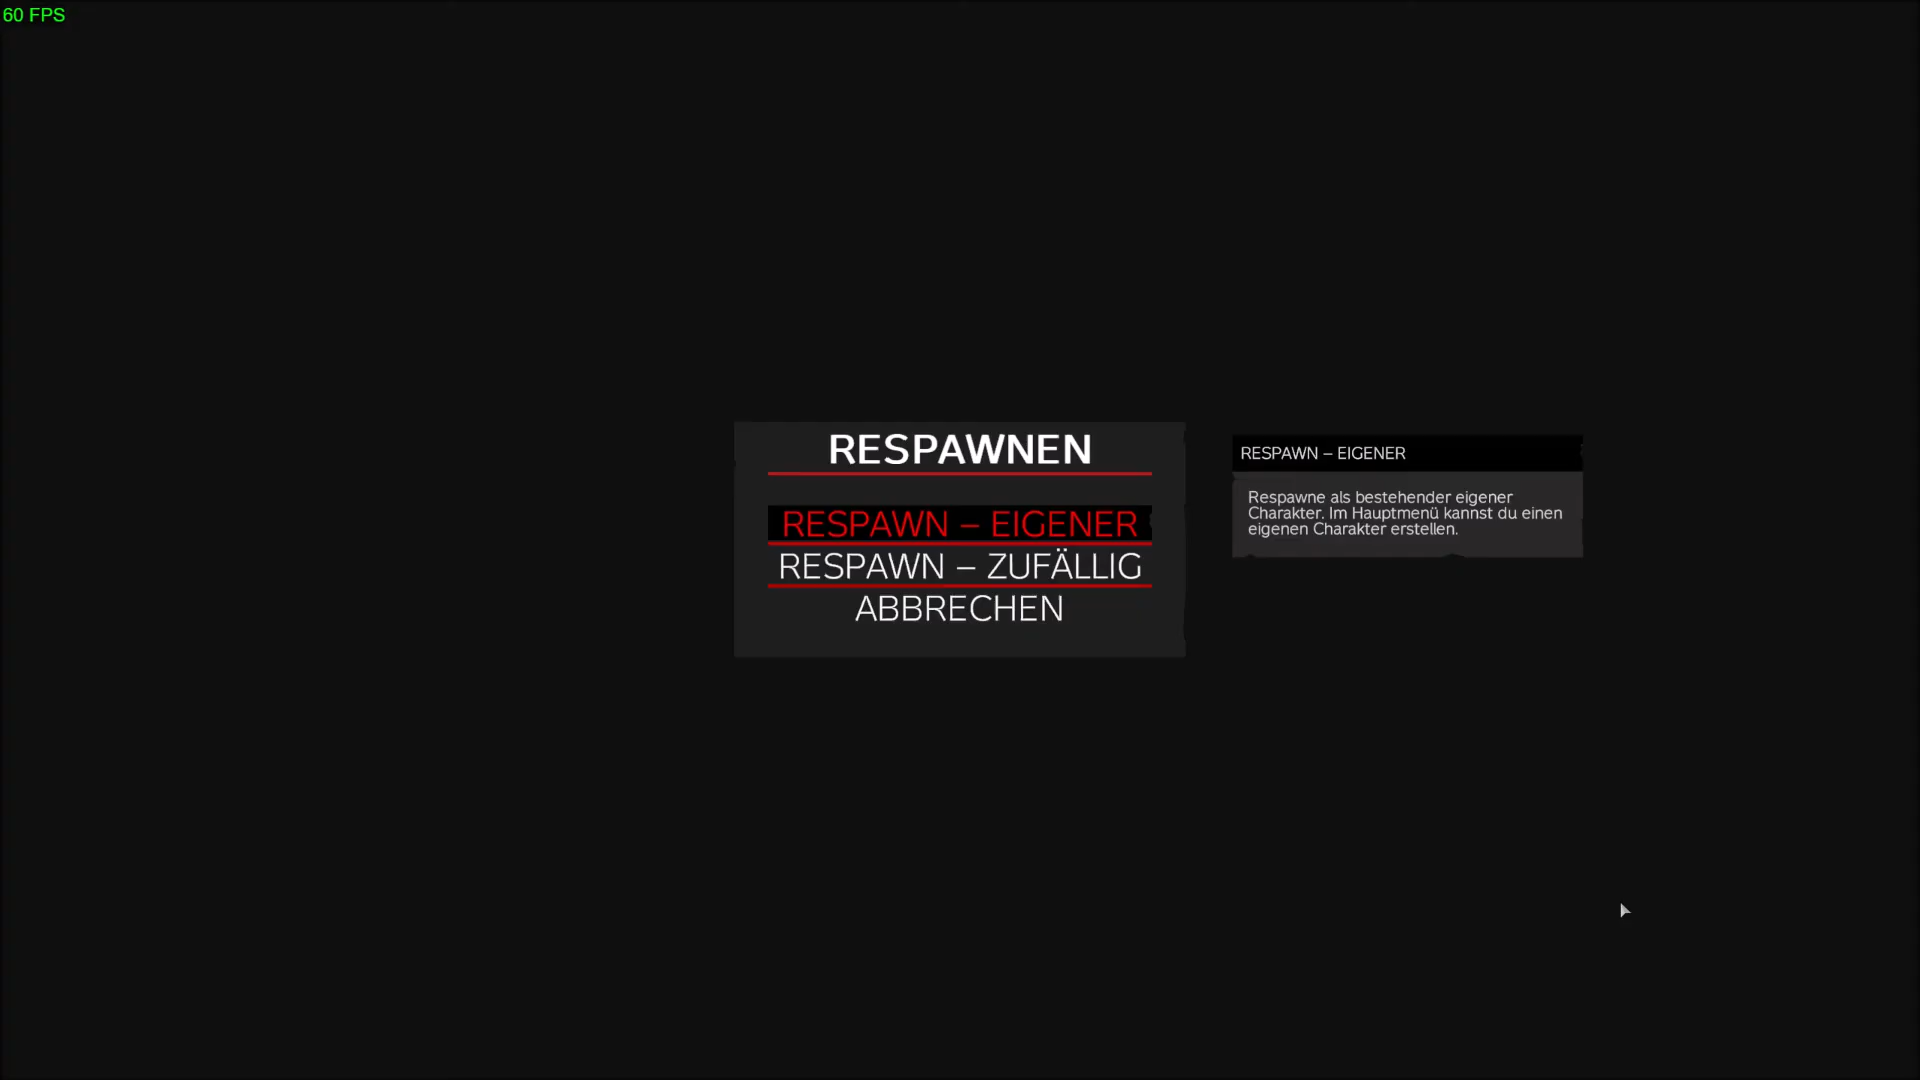 60 FPS
RESPAWNEN
RESPAWN – EIGENER
RESPAWN – ZUFÄLLIG
ABBRECHEN
RESPAWN – EIGENER
Respawne als bestehender eigener
Charakter. Im Hauptmenü kannst du einen
eigenen Charakter erstellen.